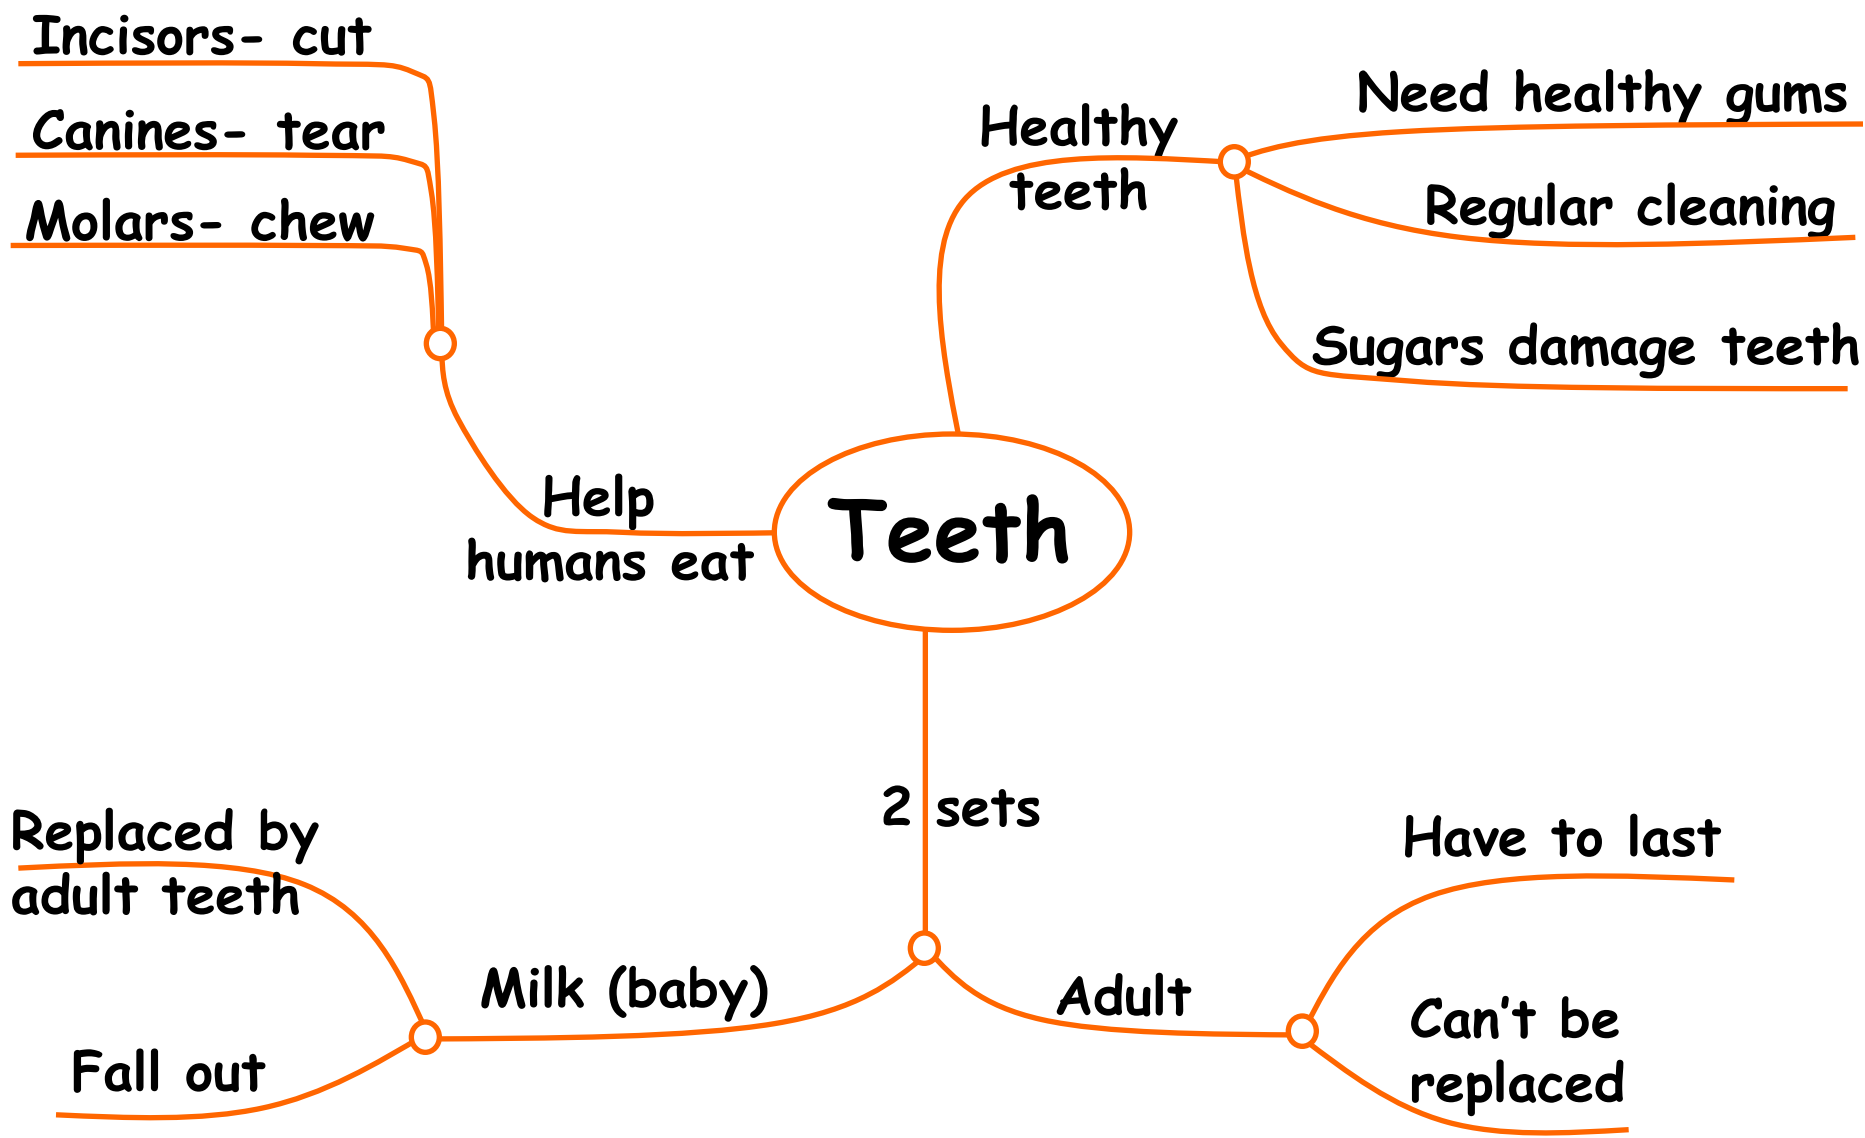 Incisors- cut
Canines- tear
Molars- chew
Help
humans eat
Healthy
teeth
Need healthy gums
Regular cleaning
Sugars damage teeth
Teeth
2 sets
Milk (baby)
Replaced by
adult teeth
Fall out
Adult
Have to last
Can't be
replaced